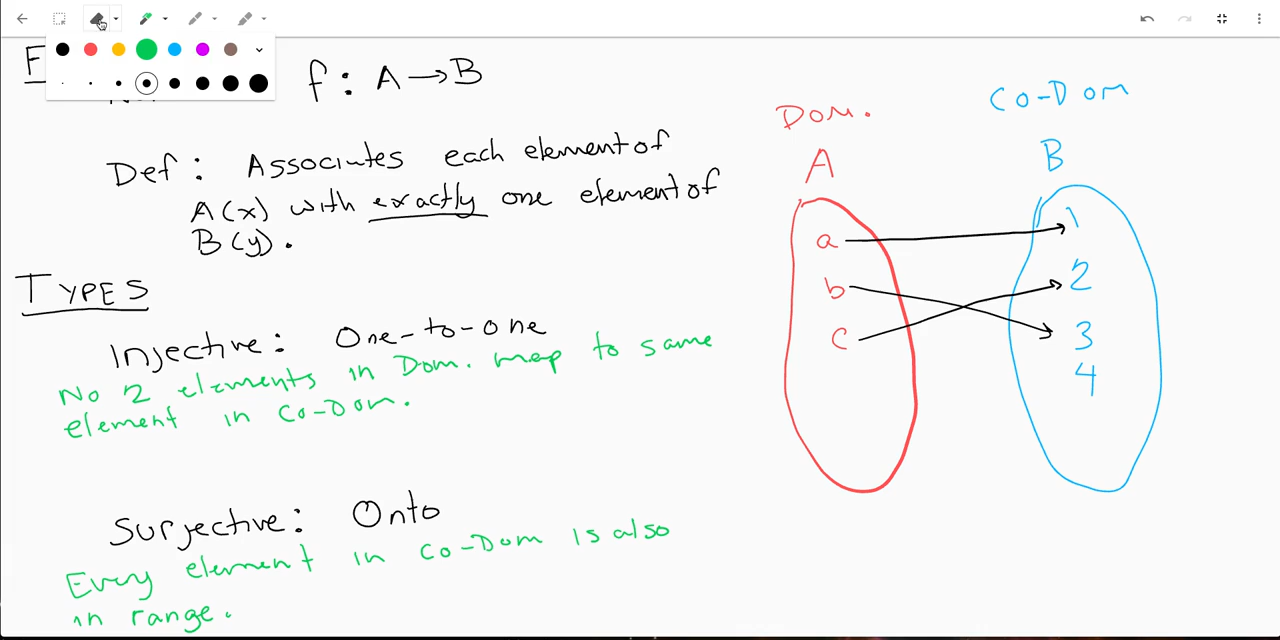 f : A → B
Def : Associates each element of
A(x) with exactly one element of
B(y).
TYPES
Injective : One-to-one
No 2 elements in Dom. map to same
element in Co-Dom.
Surjective : Onto
Every element in Co-Dom is also
in range.
Dom.
A
a
b
c
Co-Dom
B
1
2
3
4